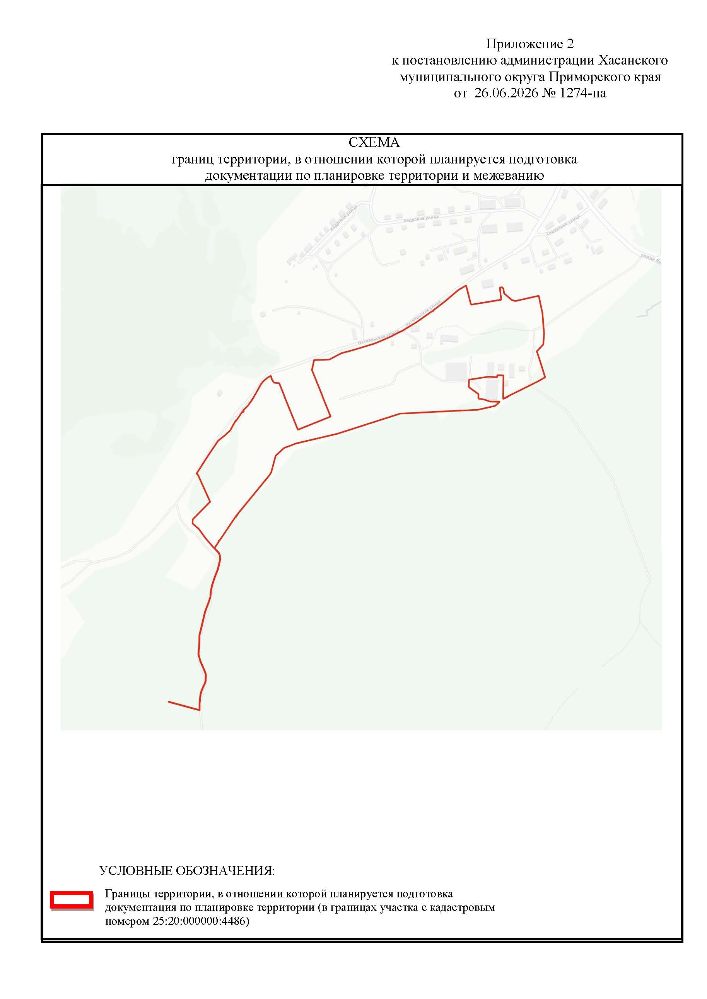 Приложение 2
к постановлению администрации Хасанского
муниципального округа Приморского края
от 26.06.2026 № 1274-па
СХЕМА
границ территории, в отношении которой планируется подготовка
документации по планировке территории и межеванию
Кедровая улица
Кедровая улица
Совхозная улица
улица Ян
Октябрьская улица
Октябрьская улица
УСЛОВНЫЕ ОБОЗНАЧЕНИЯ:
Границы территории, в отношении которой планируется подготовка
документация по планировке территории (в границах участка с кадастровым
номером 25:20:000000:4486)